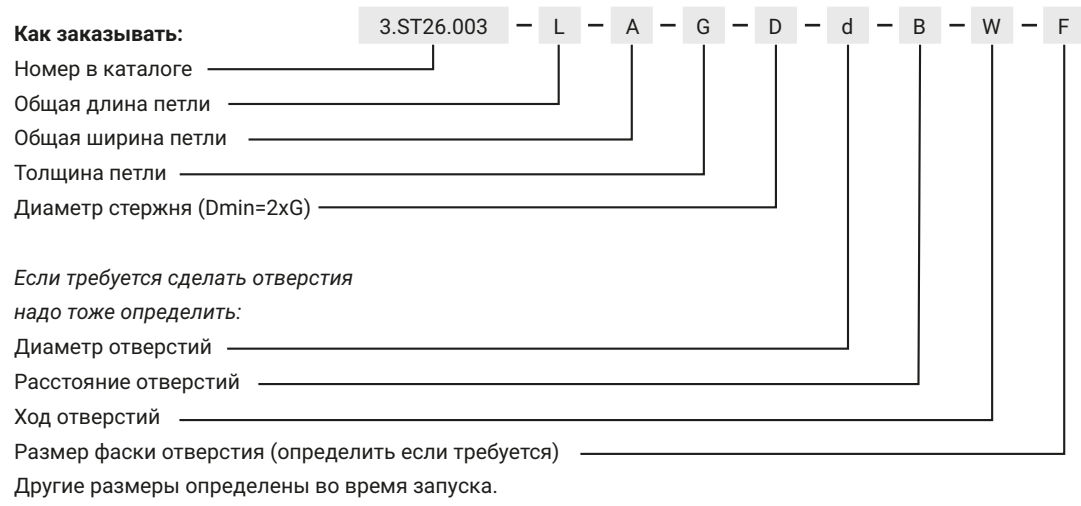 Как заказывать: 3.ST26.003 – L – A – G – D – d – B – W – F
Номер в каталоге
Общая длина петли
Общая ширина петли
Толщина петли
Диаметр стержня (Dmin=2xG)
Если требуется сделать отверстия
надо тоже определить:
Диаметр отверстий
Расстояние отверстий
Ход отверстий
Размер фаски отверстия (определить если требуется)
Другие размеры определены во время запуска.